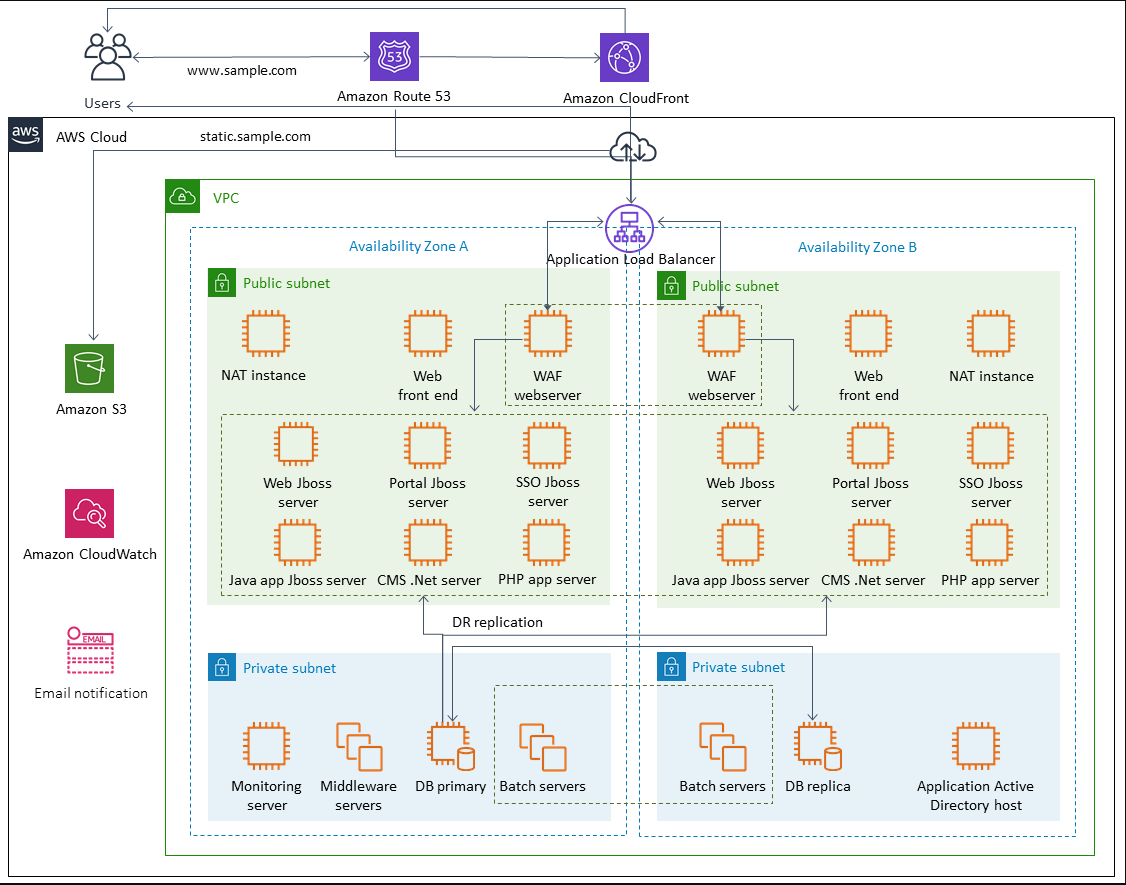 www.sample.com
53
Users
Amazon Route 53
Amazon CloudFront
aws
AWS Cloud
static.sample.com
VPC
Availability Zone A
Availability Zone B
Application Load Balancer
Public subnet
Public subnet
NAT instance
Web
front end
WAF
webserver
WAF
webserver
Web
front end
NAT instance
Amazon S3
Web Jboss
server
Portal Jboss
server
SSO Jboss
server
Web Jboss
server
Portal Jboss
server
SSO Jboss
server
Amazon CloudWatch
Java app Jboss server
CMS .Net server
PHP app server
Java app Jboss server
CMS .Net server
PHP app server
DR replication
EMAIL
Email notification
Private subnet
Private subnet
Monitoring
server
Middleware
servers
DB primary
Batch servers
Batch servers
DB replica
Application Active
Directory host